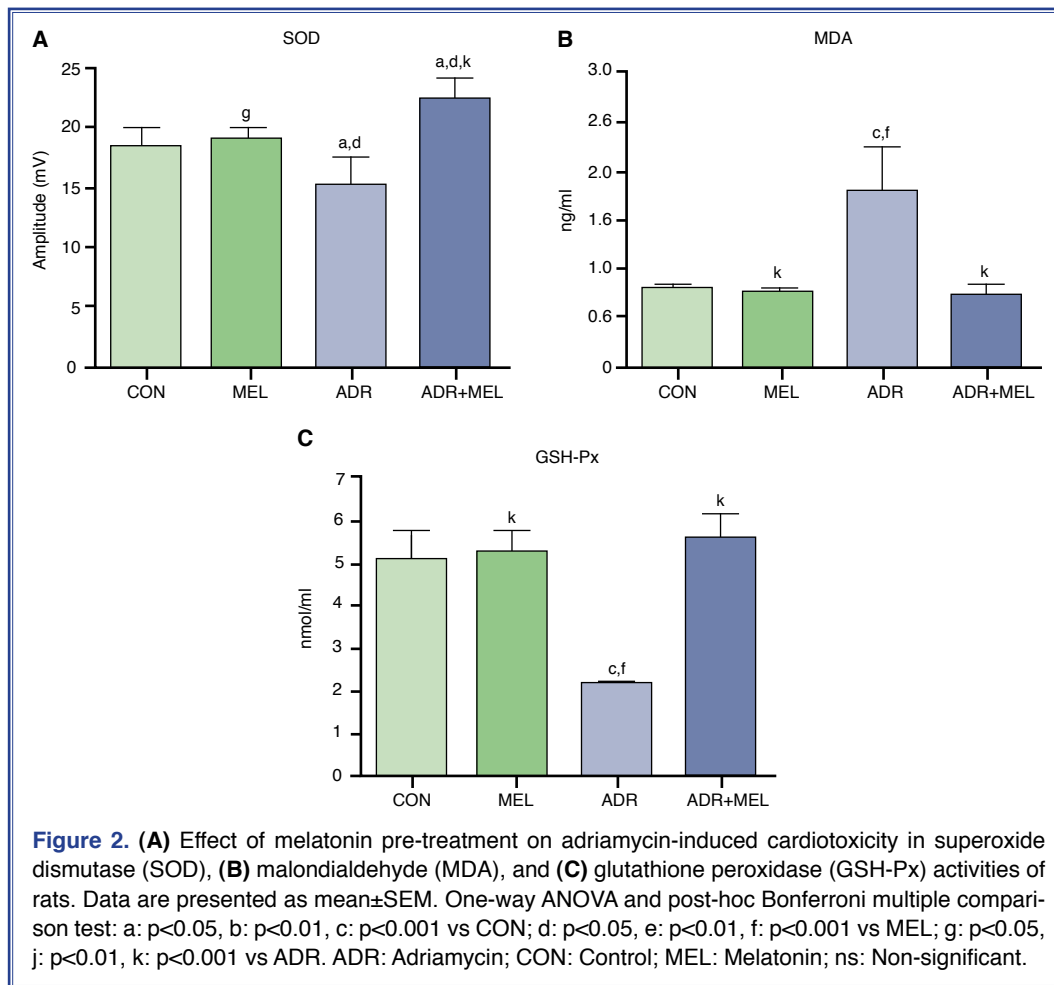 A
SOD
25
20
15
10
5
0
Amplitude (mV)
g
a,d
a,d,k
CON MEL ADR ADR+MEL
B
MDA
3.0
2.6
2.0
1.6
1.0
0.6
0
ng/ml
k
c,f
k
CON MEL ADR ADR+MEL
C
GSH-Px
7
6
5
4
3
2
1
0
nmol/ml
k
c,f
k
CON MEL ADR ADR+MEL
Figure 2. (A) Effect of melatonin pre-treatment on adriamycin-induced cardiotoxicity in superoxide
dismutase (SOD), (B) malondialdehyde (MDA), and (C) glutathione peroxidase (GSH-Px) activities of
rats. Data are presented as mean±SEM. One-way ANOVA and post-hoc Bonferroni multiple compari-
son test: a: p<0.05, b: p<0.01, c: p<0.001 vs CON; d: p<0.05, e: p<0.01, f: p<0.001 vs MEL; g: p<0.05,
j: p<0.01, k: p<0.001 vs ADR. ADR: Adriamycin; CON: Control; MEL: Melatonin; ns: Non-significant.